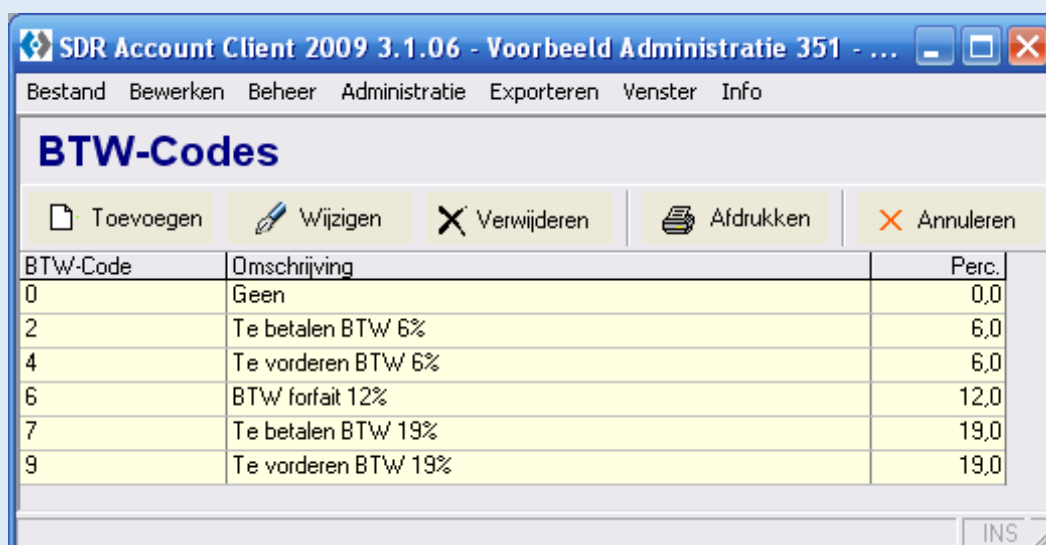 SDR Account Client 2009 3.1.06 - Voorbeeld Administratie 351 - ...
Bestand Bewerken Beheer Administratie Exporteren Venster Info
BTW-Codes
Toevoegen Wijzigen Verwijderen Afdrukken Annuleren
BTW-Code Omschrijving Perc.
0 Geen 0,0
2 Te betalen BTW 6% 6,0
4 Te vorderen BTW 6% 6,0
6 BTW forfait 12% 12,0
7 Te betalen BTW 19% 19,0
9 Te vorderen BTW 19% 19,0
INS